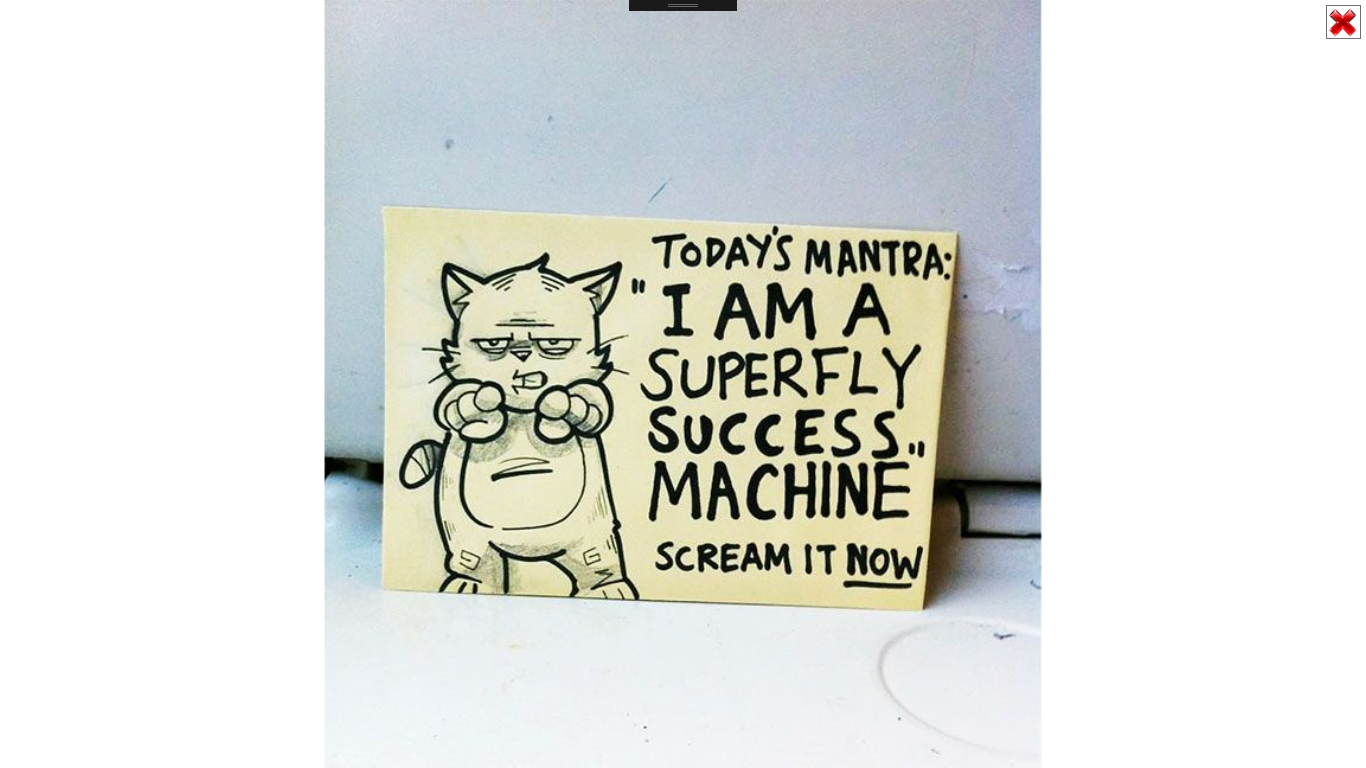 TODAY'S MANTRA:
"I AM A
SUPERFLY
SUCCESS
MACHINE"
SCREAM IT NOW